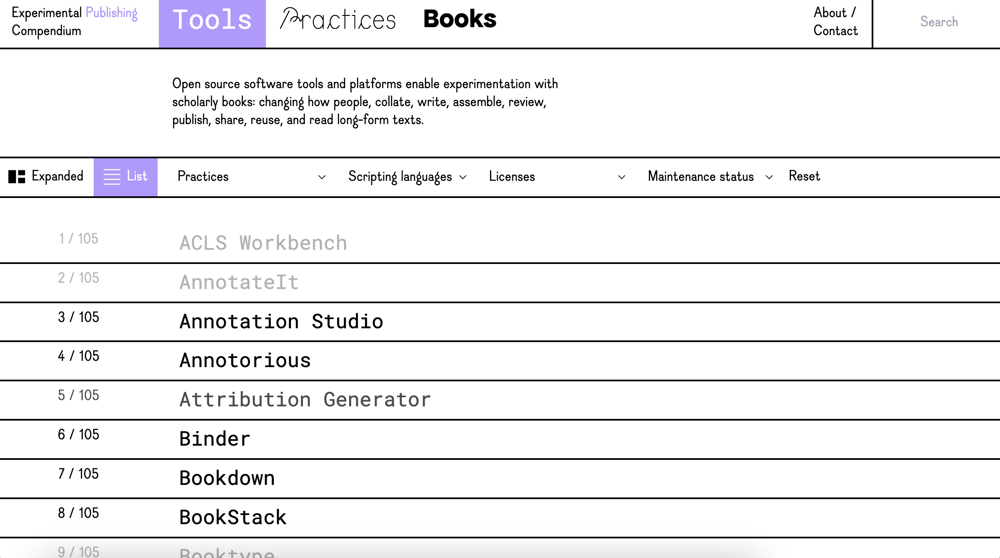 Experimental Publishing
Compendium
Tools
Practices
Books
About /
Contact
Search
Open source software tools and platforms enable experimentation with
scholarly books: changing how people, collate, write, assemble, review,
publish, share, reuse, and read long-form texts.
Expanded
List
Practices
Scripting languages
Licenses
Maintenance status
Reset
1 / 105 ACLS Workbench
2 / 105 AnnotateIt
3 / 105 Annotation Studio
4 / 105 Annotorious
5 / 105 Attribution Generator
6 / 105 Binder
7 / 105 Bookdown
8 / 105 BookStack
9 / 105 Booktype